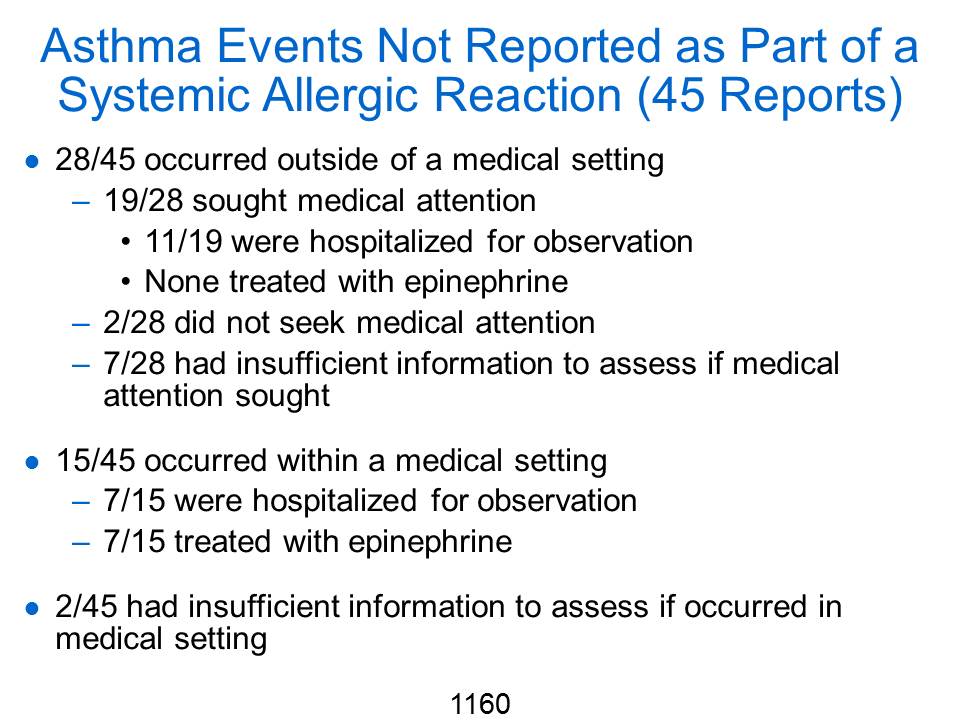 Asthma Events Not Reported as Part of a
Systemic Allergic Reaction (45 Reports)
● 28/45 occurred outside of a medical setting
– 19/28 sought medical attention
• 11/19 were hospitalized for observation
• None treated with epinephrine
– 2/28 did not seek medical attention
– 7/28 had insufficient information to assess if medical
attention sought
● 15/45 occurred within a medical setting
– 7/15 were hospitalized for observation
– 7/15 treated with epinephrine
● 2/45 had insufficient information to assess if occurred in
medical setting
1160